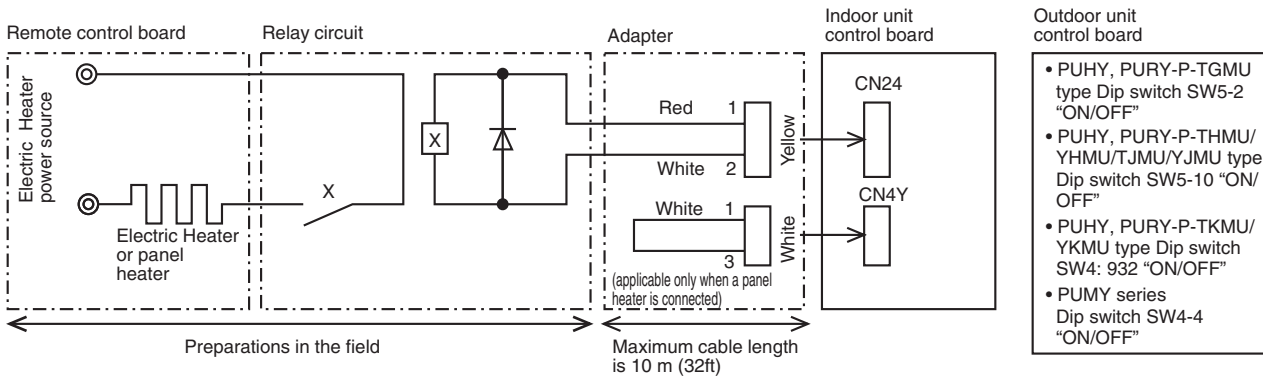 Remote control board
Relay circuit
Adapter
Indoor unit
control board
Outdoor unit
control board
Electric Heater
power source
Electric Heater
or panel
heater
X
X
Red
1
White
2
Yellow
CN24
White
1
3
White
CN4Y
(applicable only when a panel
heater is connected)
Preparations in the field
Maximum cable length
is 10 m (32ft)
• PUHY, PURY-P-TGMU
type Dip switch SW5-2
“ON/OFF”
• PUHY, PURY-P-THMU/
YHMU/TJMU/YJMU type
Dip switch SW5-10 “ON/
OFF”
• PUHY, PURY-P-TKMU/
YKMU type Dip switch
SW4: 932 “ON/OFF”
• PUMY series
Dip switch SW4-4
“ON/OFF”